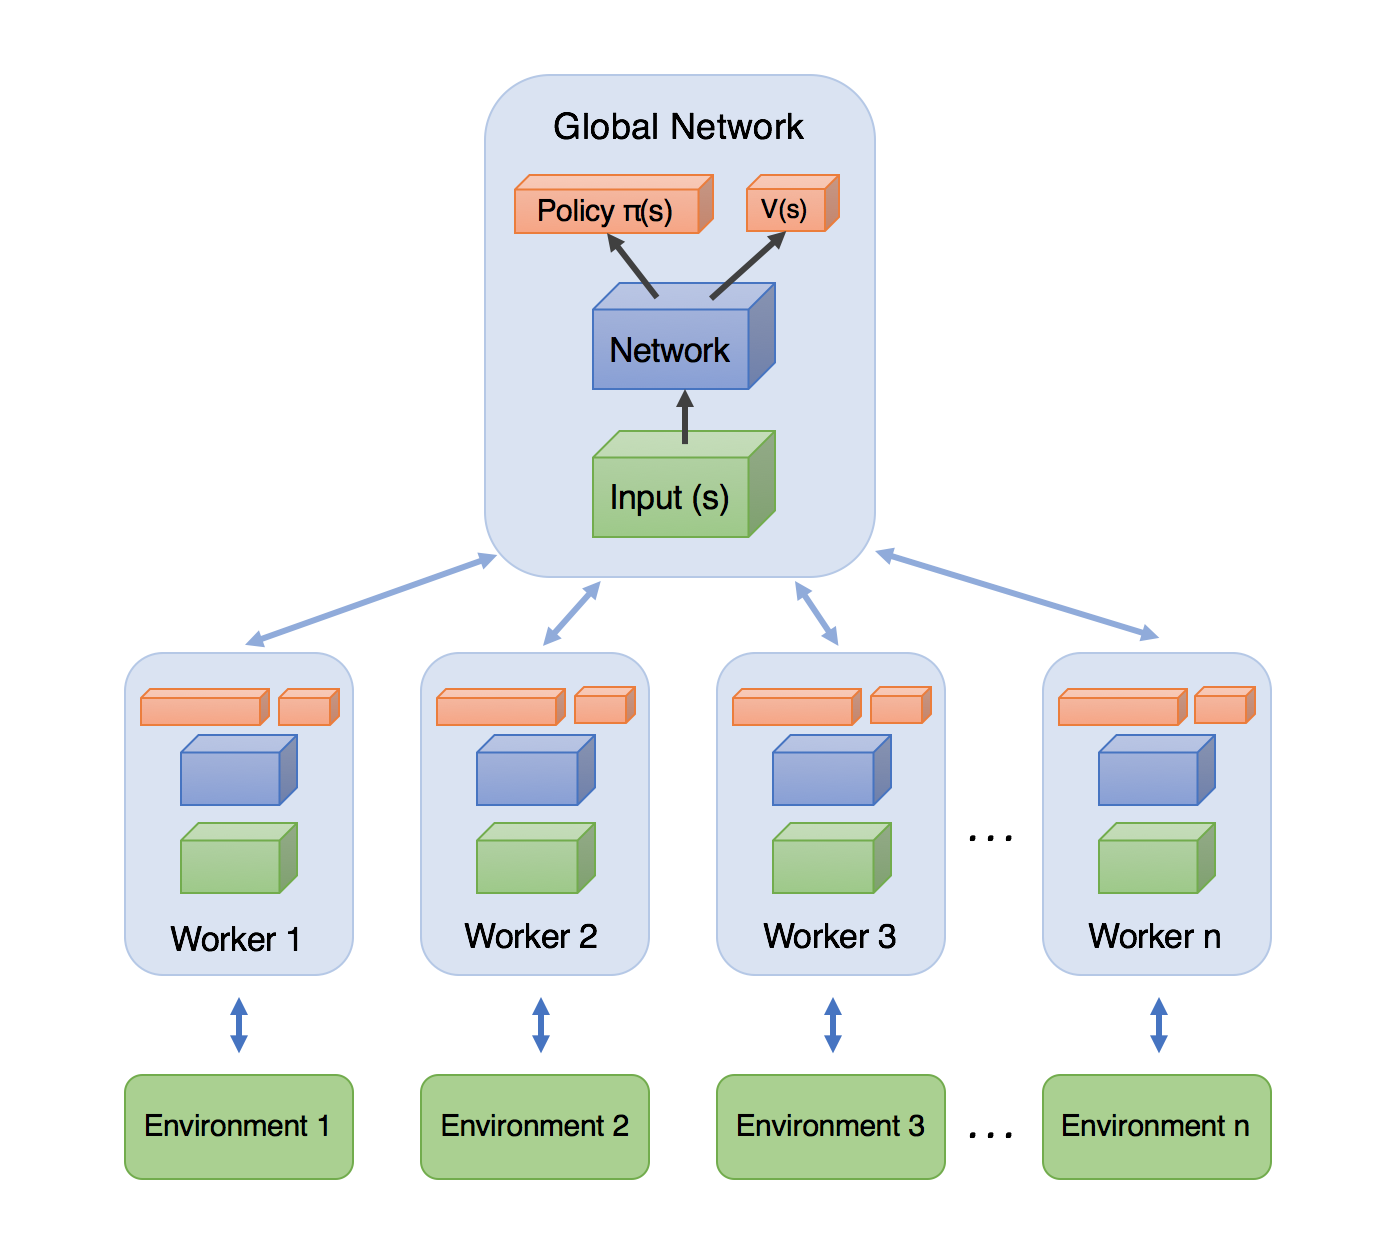 Global Network
Policy π(s)
V(s)
Network
Input (s)
Worker 1
Worker 2
Worker 3
...
Worker n
Environment 1
Environment 2
Environment 3
...
Environment n